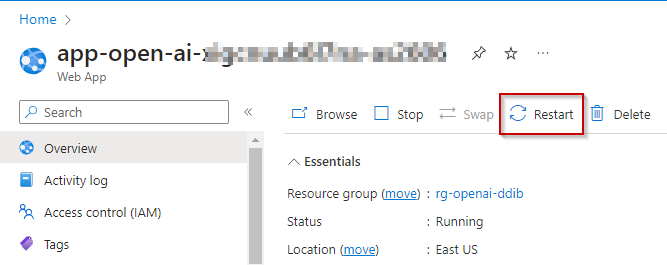 Home
app-open-ai-
Web App
Search
Browse Stop Swap Restart Delete
Overview
Essentials
Activity log
Resource group (move) : rg-openai-ddib
Access control (IAM)
Status : Running
Tags
Location (move) : East US